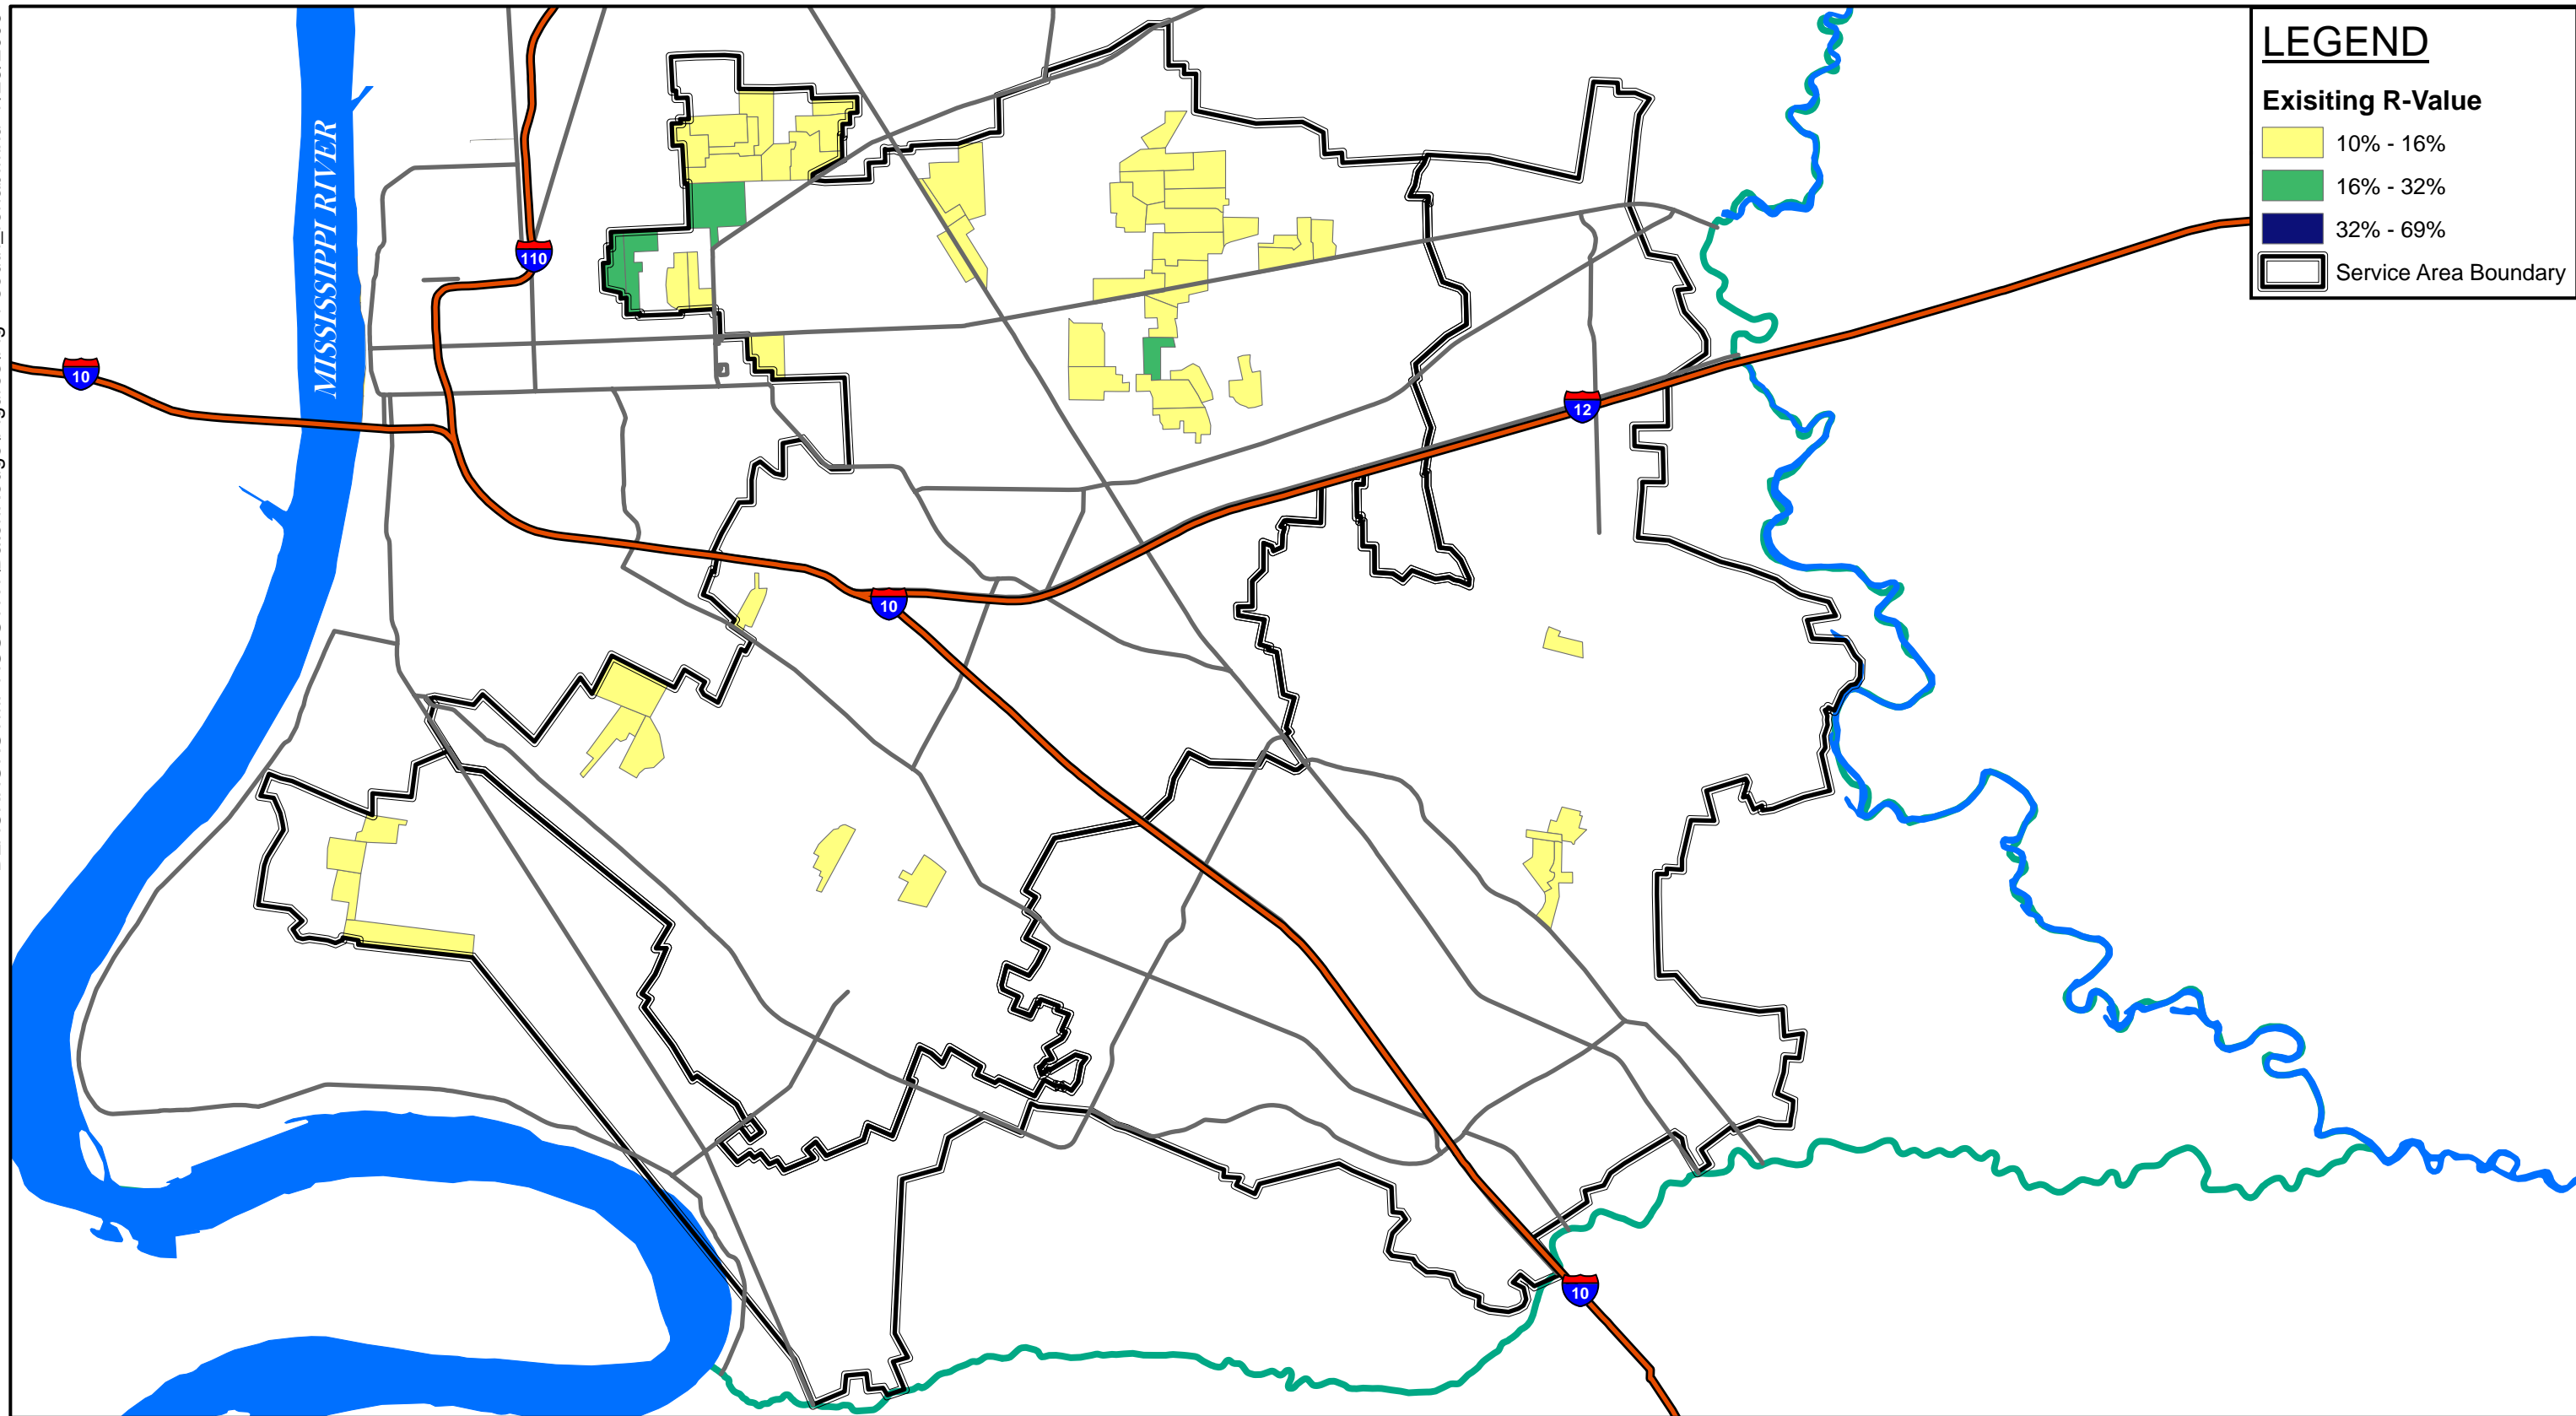 LEGEND
Exisiting R-Value
10% - 16%
16% - 32%
32% - 69%
Service Area Boundary
MISSISSIPPI RIVER
110
10
12
10
10